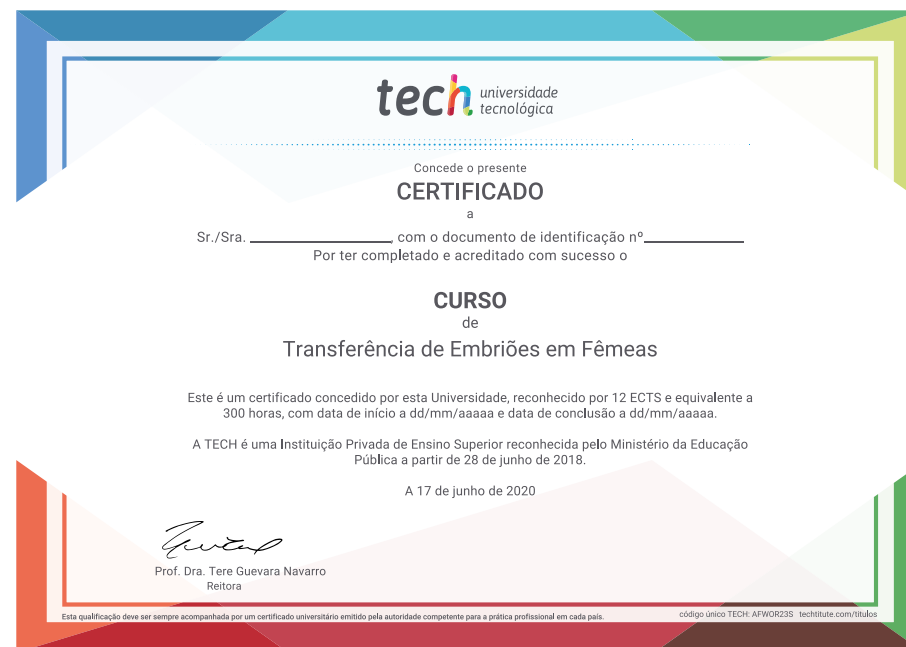 tech universidade
tecnológica
Concede o presente
CERTIFICADO
a
Sr./Sra. ____________________, com o documento de identificação nº______________
Por ter completado e acreditado com sucesso o
CURSO
de
Transferência de Embriões em Fêmeas
Este é um certificado concedido por esta Universidade, reconhecido por 12 ECTS e equivalente a
300 horas, com data de início a dd/mm/aaaaa e data de conclusão a dd/mm/aaaaa.
A TECH é uma Instituição Privada de Ensino Superior reconhecida pelo Ministério da Educação
Pública a partir de 28 de junho de 2018.
A 17 de junho de 2020
Prof. Dra. Tere Guevara Navarro
Reitora
Esta qualificação deve ser sempre acompanhada por um certificado universitário emitido pela autoridade competente para a prática profissional em cada país.
código único TECH: AFWOR23S techtitute.com/titulos